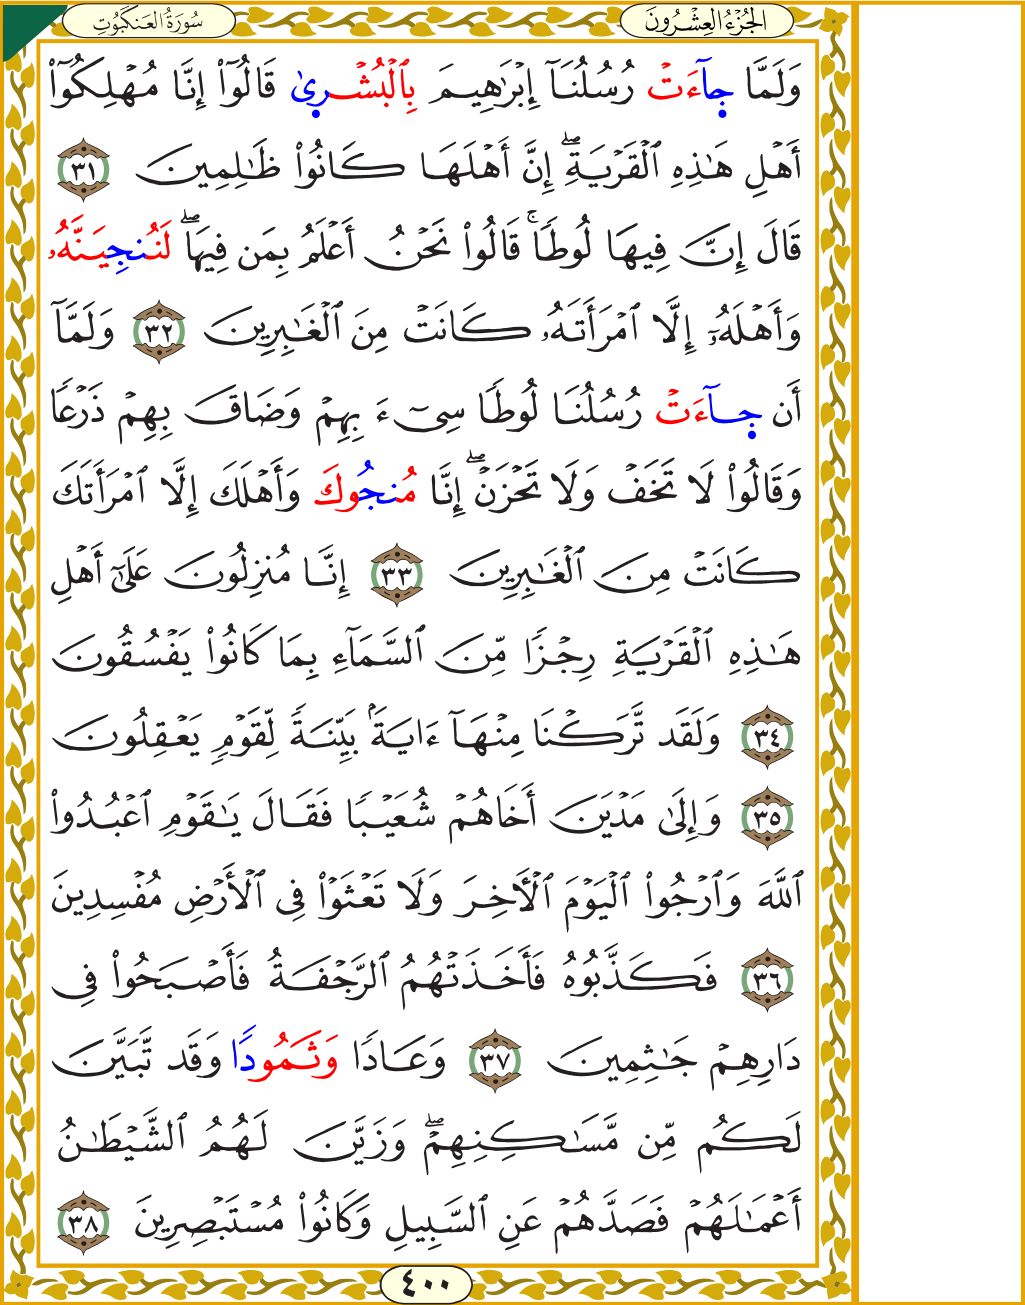 الجُزْءُ العِشْرُونَ
سُورَةُ العَنكَبُوتِ
وَلَمَّا جَآءَتۡ رُسُلُنَآ إِبۡرَٰهِيمَ بِٱلۡبُشۡرٜىٰ قَالُوٓاْ إِنَّا مُهۡلِكُوٓاْ
أَهۡلِ هَٰذِهِ ٱلۡقَرۡيَةِۖ إِنَّ أَهۡلَهَا كَانُواْ ظَٰلِمِينَ ٣١
قَالَ إِنَّ فِيهَا لُوطٗاۚ قَالُواْ نَحۡنُ أَعۡلَمُ بِمَن فِيهَاۖ لَنُنجِيَنَّهُۥ
وَأَهۡلَهُۥٓ إِلَّا ٱمۡرَأَتَهُۥ كَانَتۡ مِنَ ٱلۡغَٰبِرِينَ ٣٢ وَلَمَّآ
أَن جَآءَتۡ رُسُلُنَا لُوطٗا سِيٓءَ بِهِمۡ وَضَاقَ بِهِمۡ ذَرۡعٗا
وَقَالُواْ لَا تَخَفۡ وَلَا تَحۡزَنۡۖ إِنَّا مُنجُوكَ وَأَهۡلَكَ إِلَّا ٱمۡرَأَتَكَ
كَانَتۡ مِنَ ٱلۡغَٰبِرِينَ ٣٣ إِنَّا مُنزِلُونَ عَلَىٰٓ أَهۡلِ
هَٰذِهِ ٱلۡقَرۡيَةِ رِجۡزٗا مِّنَ ٱلسَّمَآءِ بِمَا كَانُواْ يَفۡسُقُونَ
٣٤ وَلَقَد تَّرَكۡنَا مِنۡهَآ ءَايَةَۢ بَيِّنَةٗ لِّقَوۡمٖ يَعۡقِلُونَ
٣٥ وَإِلَىٰ مَدۡيَنَ أَخَاهُمۡ شُعَيۡبٗا فَقَالَ يَٰقَوۡمِ ٱعۡبُدُواْ
ٱللَّهَ وَٱرۡجُواْ ٱلۡيَوۡمَ ٱلۡأٓخِرَ وَلَا تَعۡثَوۡاْ فِي ٱلۡأَرۡضِ مُفۡسِدِينَ
٣٦ فَكَذَّبُوهُ فَأَخَذَتۡهُمُ ٱلرَّجۡفَةُ فَأَصۡبَحُواْ فِي
دَارِهِمۡ جَٰثِمِينَ ٣٧ وَعَادٗا وَثَمُودٗا وَقَد تَّبَيَّنَ
لَكُم مِّن مَّسَٰكِنِهِمۡۖ وَزَيَّنَ لَهُمُ ٱلشَّيۡطَٰنُ
أَعۡمَٰلَهُمۡ فَصَدَّهُمۡ عَنِ ٱلسَّبِيلِ وَكَانُواْ مُسۡتَبۡصِرِينَ ٣٨
٤٠٠